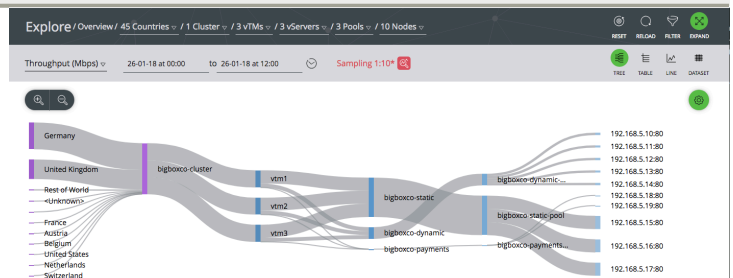 Explore / Overview / 45 Countries / 1 Cluster / 3 vTMs / 3 vServers / 3 Pools / 10 Nodes
RESET RELOAD FILTER EXPAND
Throughput (Mbps) 26-01-18 at 00:00 to 26-01-18 at 12:00 Sampling 1:10*
TREE TABLE LINE DATASET
Germany
United Kingdom
Rest of World
<Unknown>
France
Austria
Belgium
United States
Netherlands
Switzerland
bigboxco-cluster
vtm1
vtm2
vtm3
bigboxco-static
bigboxco-dynamic
bigboxco-payments
bigboxco-dynamic-...
bigboxco-static-pool
bigboxco-payments...
192.168.5.10:80
192.168.5.11:80
192.168.5.12:80
192.168.5.13:80
192.168.5.14:80
192.168.5.18:80
192.168.5.19:80
192.168.5.15:80
192.168.5.16:80
192.168.5.17:80